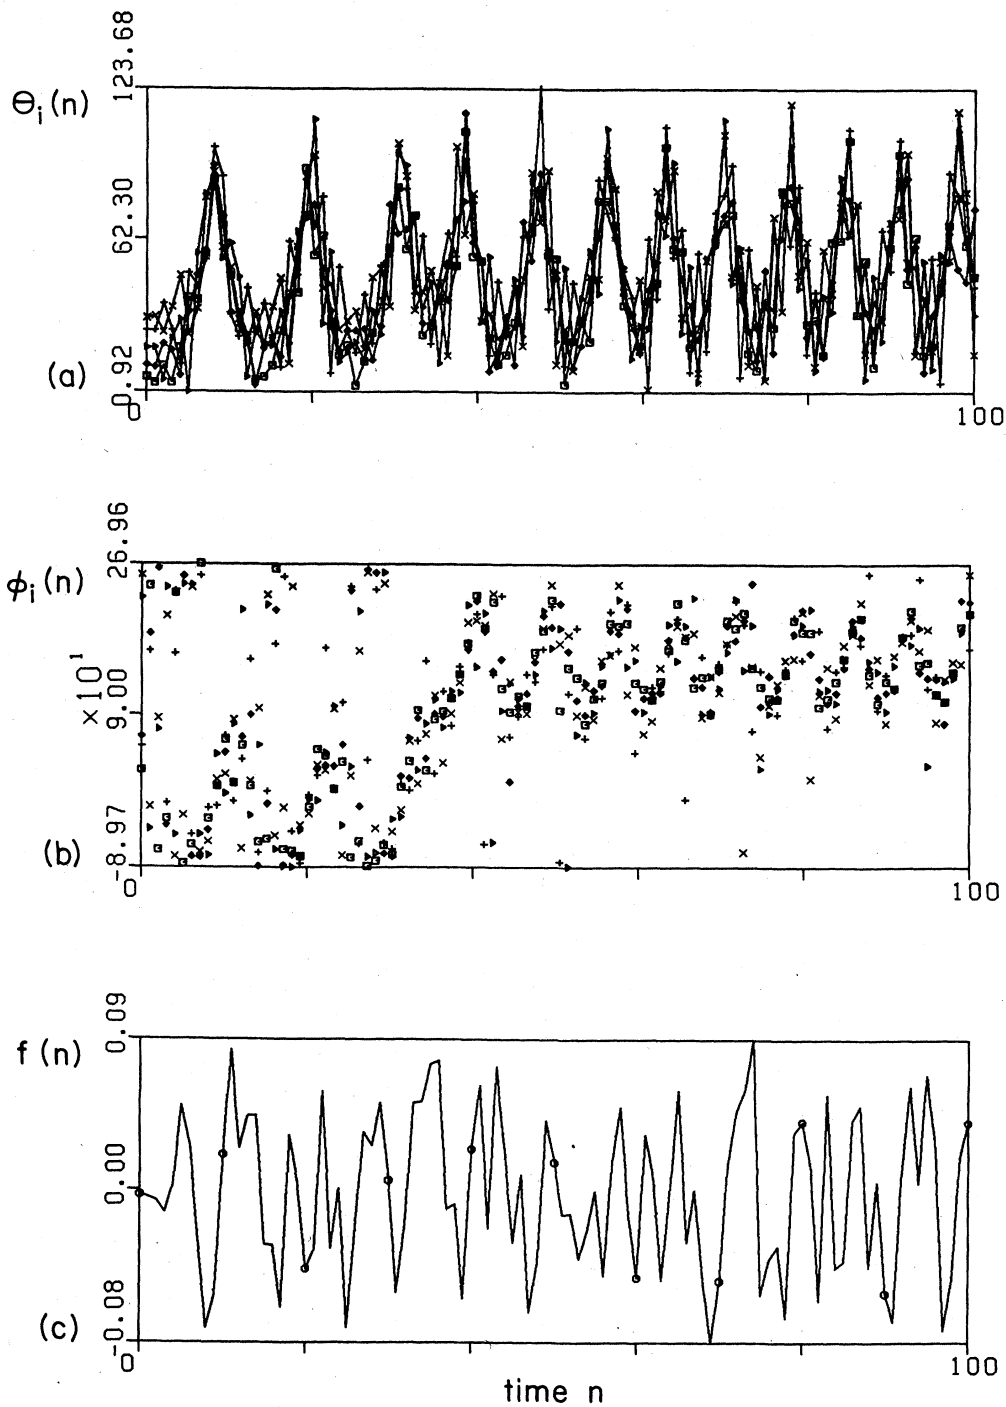 123.68
θᵢ(n)
62.30
(a)
0.92
0
100
26.96
ϕᵢ(n)
×10¹
9.00
(b)
-8.97
0
100
0.09
f(n)
0.00
(c)
-0.08
0
100
time n